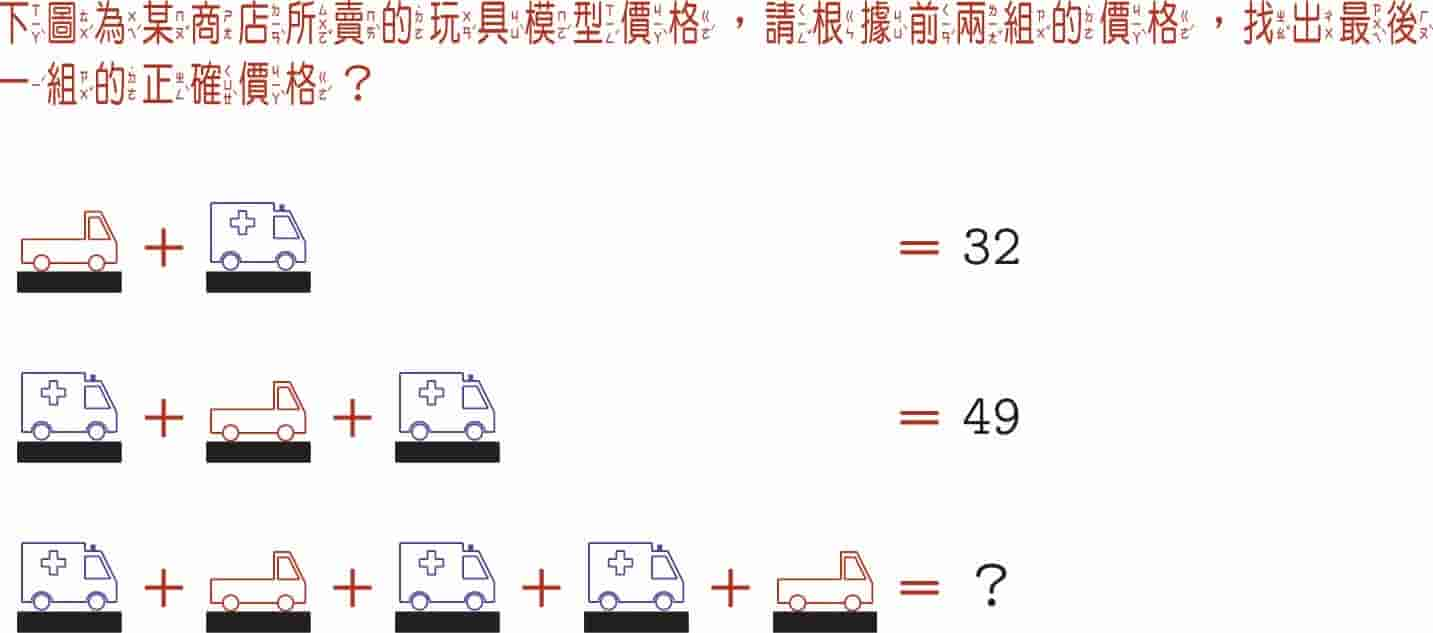 下圖為某商店所賣的玩具模型價格，請根據前兩組的價格，找出最後
一組的正確價格？
+ = 32
+ + = 49
+ + + + = ?